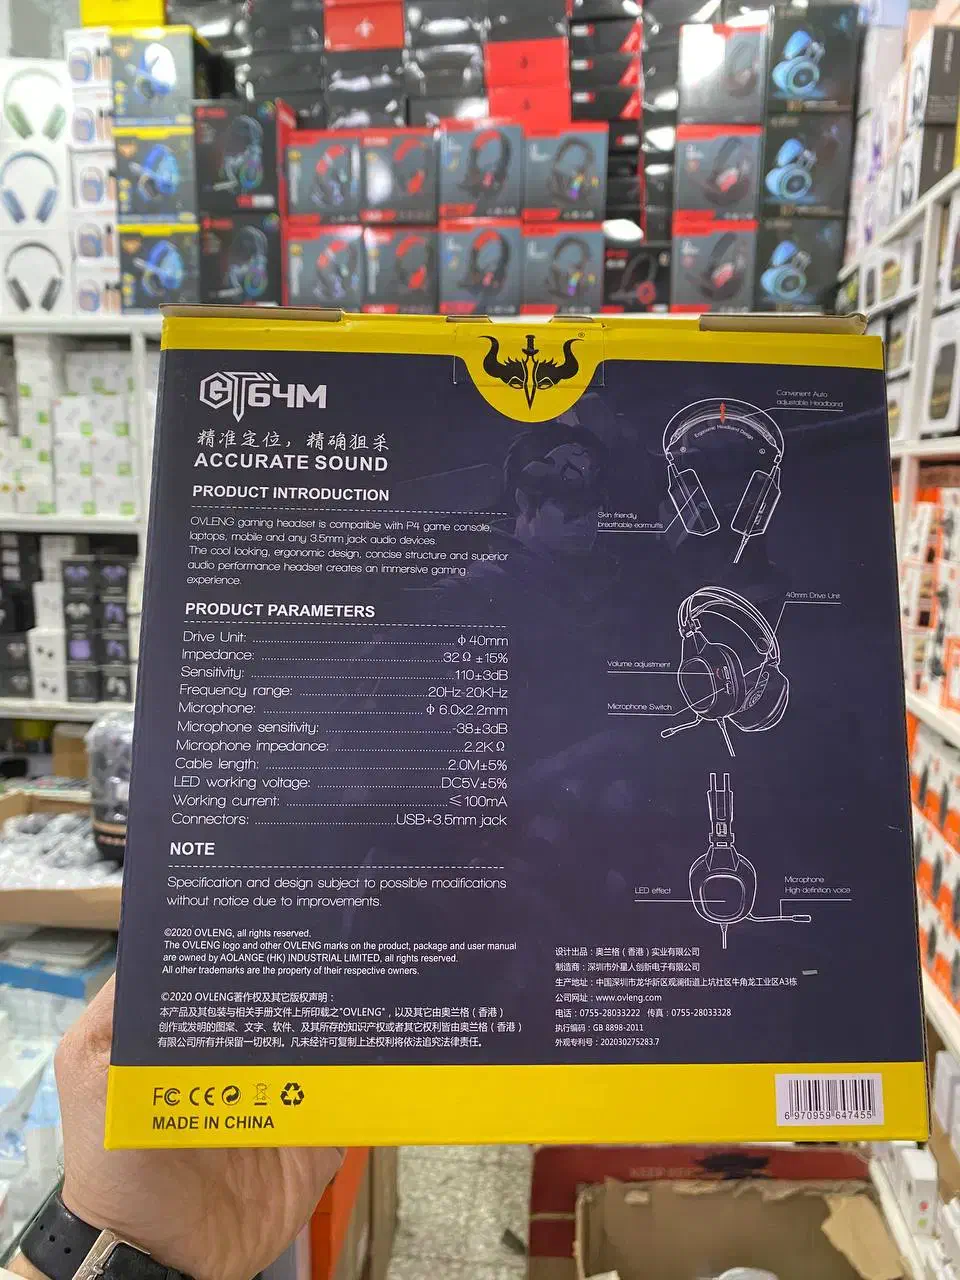 GT64M
精准定位，精确狙杀
ACCURATE SOUND
PRODUCT INTRODUCTION
OVLENG gaming headset is compatible with P4 game console,
laptops, mobile and any 3.5mm jack audio devices.
The cool looking, ergonomic design, concise structure and superior
audio performance headset creates an immersive gaming
experience.
PRODUCT PARAMETERS
Drive Unit: ф 40mm
Impedance: 32Ω ±15%
Sensitivity: 110±3dB
Frequency range: 20Hz-20KHz
Microphone: ф 6.0x2.2mm
Microphone sensitivity: -38±3dB
Microphone impedance: 2.2KΩ
Cable length: 2.0M±5%
LED working voltage: DC5V±5%
Working current: ≤100mA
Connectors: USB+3.5mm jack
NOTE
Specification and design subject to possible modifications
without notice due to improvements.
©2020 OVLENG, all rights reserved.
The OVLENG logo and other OVLENG marks on the product, package and user manual
are owned by AOLANGE (HK) INDUSTRIAL LIMITED, all rights reserved.
All other trademarks are the property of their respective owners.
©2020 OVLENG著作权及其它版权声明：
本产品及其包装与相关手册文件上所印载之"OVLENG"，以及其它由奥兰格（香港）
创作或发明的图案、文字、软件、及其所存的知识产权或者其它权利皆由奥兰格（香港）
有限公司所有并保留一切权利。凡未经许可复制上述权利将依法追究法律责任。
Convenient Auto
adjustable Headband
Ergonomic Headband Design
Skin friendly
breathable earmuffs
40mm Drive Unit
Volume adjustment
Microphone Switch
LED effect
Microphone
High definition voice
设计出品：奥兰格（香港）实业有限公司
制造商：深圳市外星人创新电子有限公司
生产地址：中国深圳市龙华新区观澜街道上坑社区牛角龙工业区A3栋
公司网址：www.ovleng.com
电话：0755-28033222 传真：0755-28033328
执行编码：GB 8898-2011
外观专利号：202030275283.7
FC CE
MADE IN CHINA
6 970959 647455